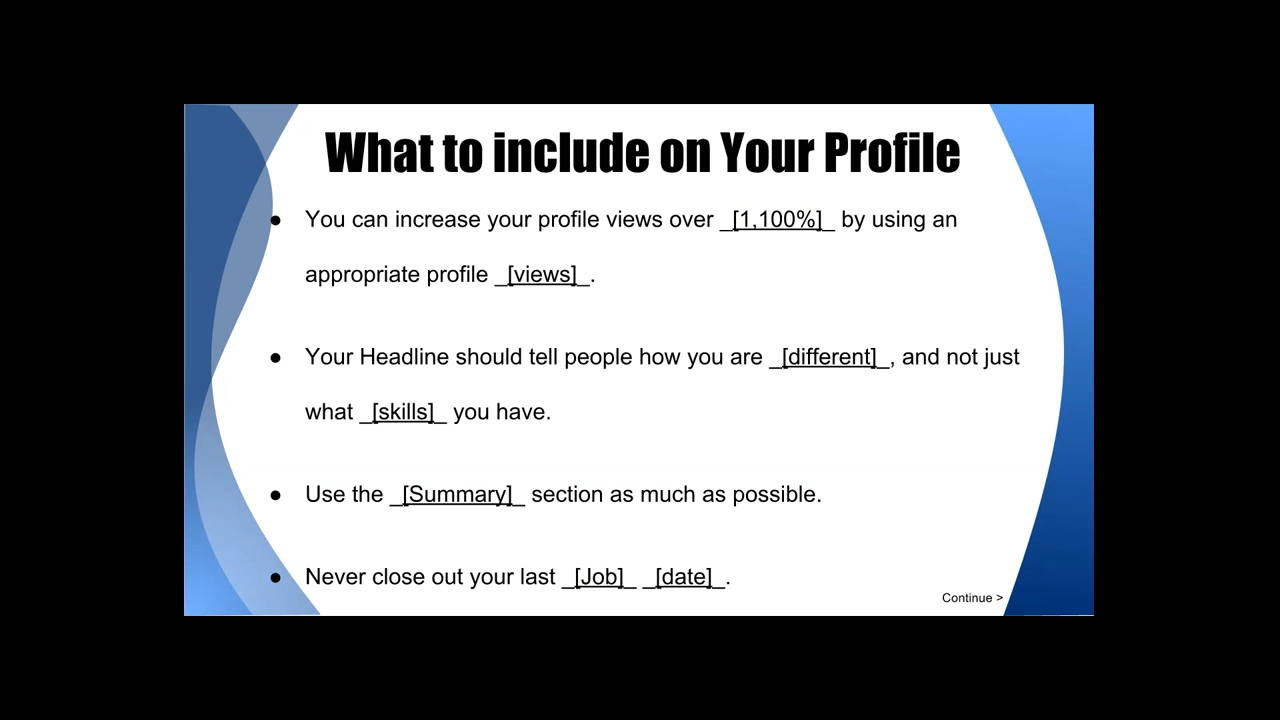 What to include on Your Profile
● You can increase your profile views over _[1,100%]_ by using an
appropriate profile _[views]_.
● Your Headline should tell people how you are _[different]_, and not just
what _[skills]_ you have.
● Use the _[Summary]_ section as much as possible.
● Never close out your last _[Job]_ _[date]_.
Continue >